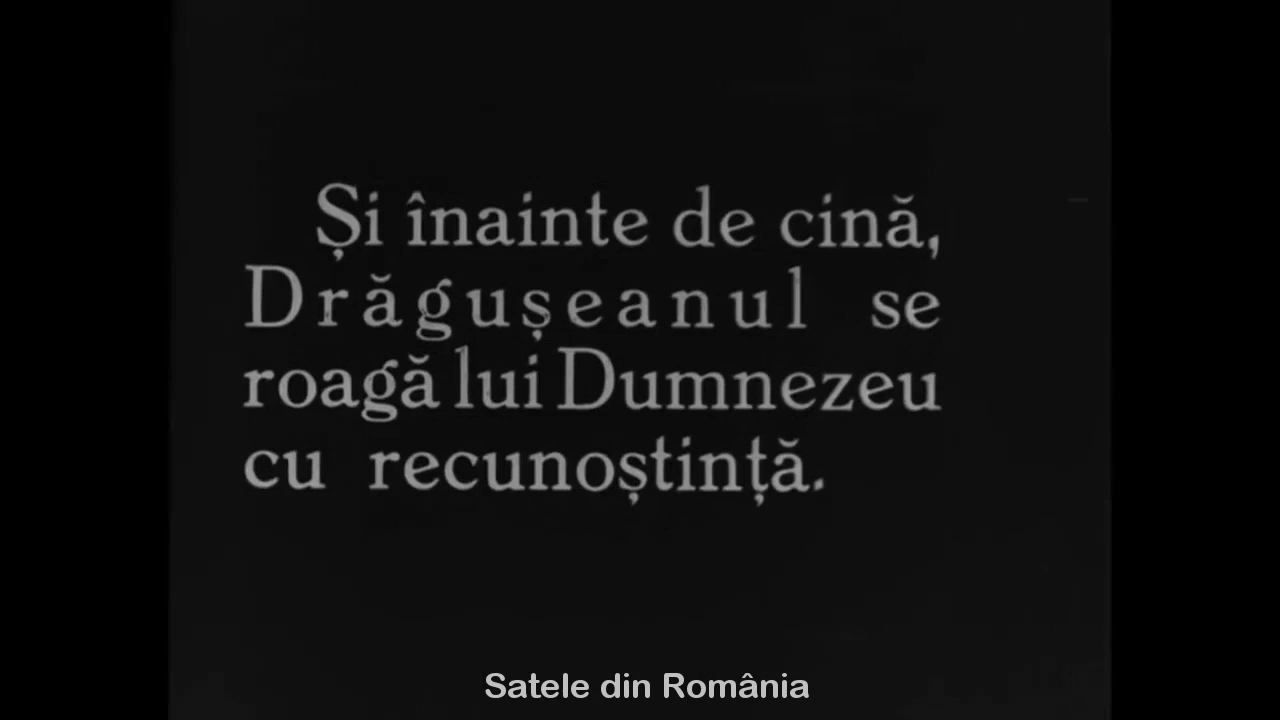 Și înainte de cină,
Drăgușeanul se
roagă lui Dumnezeu
cu recunoștință.
Satele din România